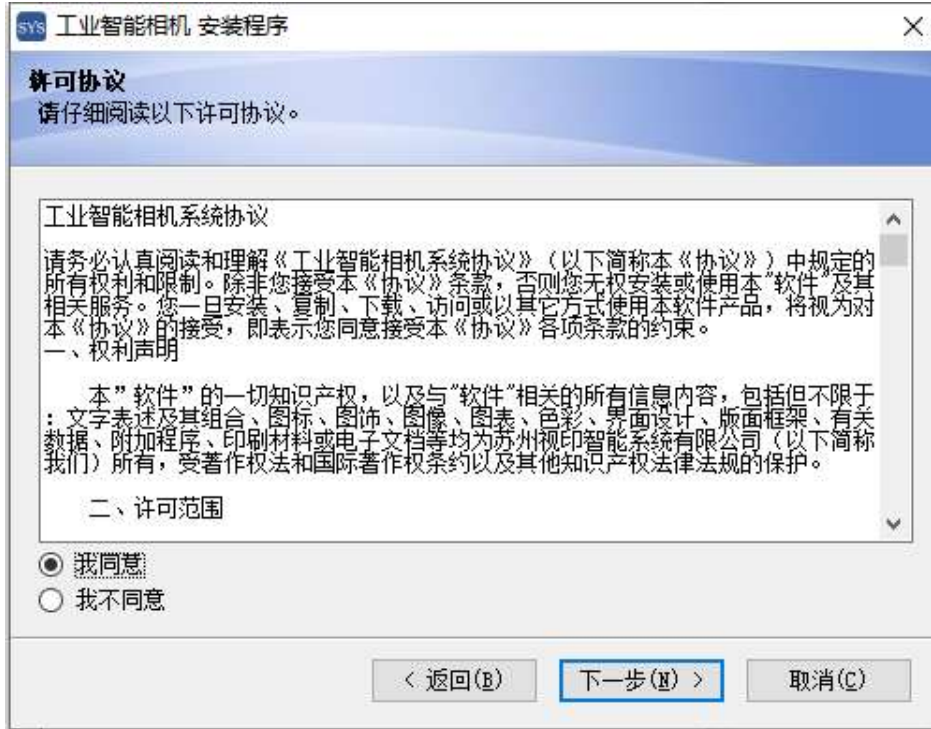 SYS 工业智能相机 安装程序
许可协议
请仔细阅读以下许可协议。
工业智能相机系统协议
请务必认真阅读和理解《工业智能相机系统协议》（以下简称本《协议》）中规定的
所有权利和限制。除非您接受本《协议》条款，否则您无权安装或使用本"软件"及其
相关服务。您一旦安装、复制、下载、访问或以其它方式使用本软件产品，将视为对
本《协议》的接受，即表示您同意接受本《协议》各项条款的约束。
一、权利声明
本”软件”的一切知识产权，以及与"软件"相关的所有信息内容，包括但不限于
：文字表述及其组合、图标、图饰、图像、图表、色彩、界面设计、版面框架、有关
数据、附加程序、印刷材料或电子文档等均为苏州视印智能系统有限公司（以下简称
我们）所有，受著作权法和国际著作权条约以及其他知识产权法律法规的保护。
二、许可范围
我同意
我不同意
< 返回(B)
下一步(N) >
取消(C)